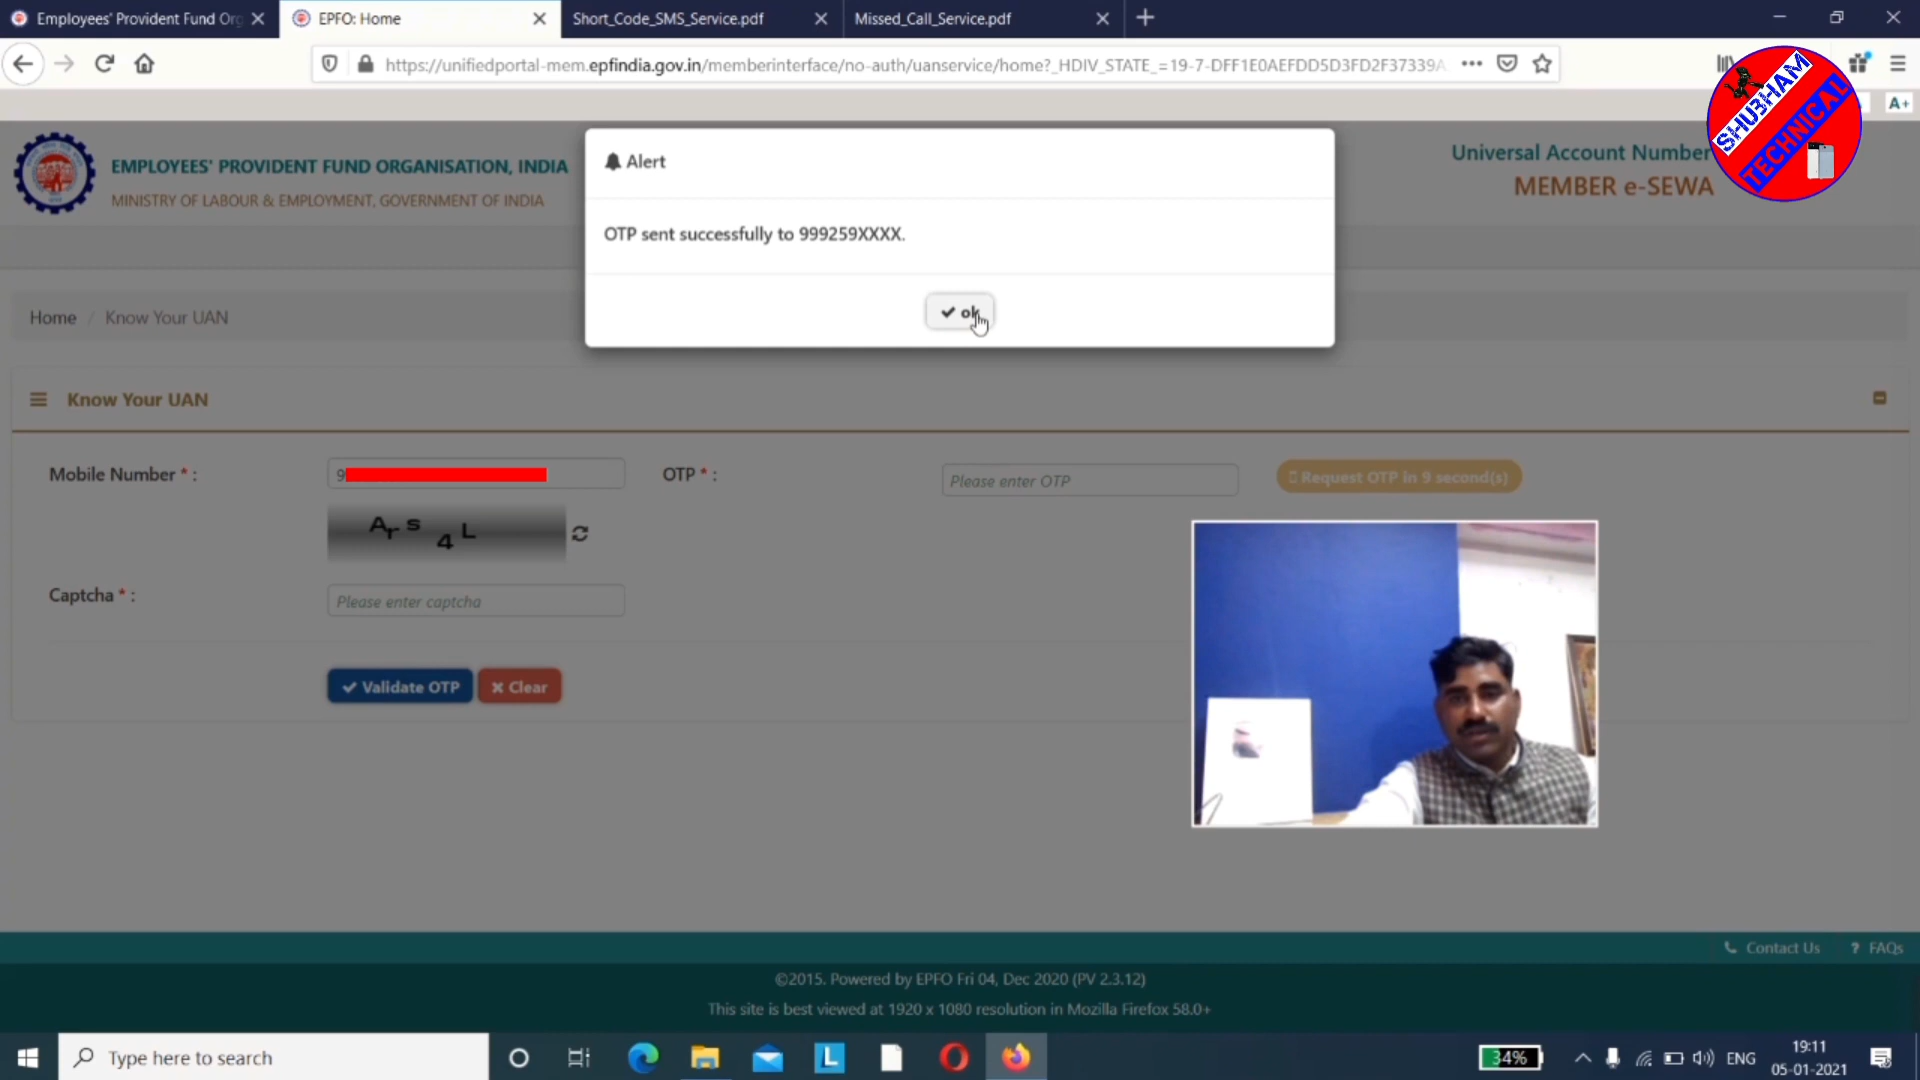 Employees' Provident Fund Org
EPFO: Home
Short_Code_SMS_Service.pdf
Missed_Call_Service.pdf
https://unifiedportal-mem.epfindia.gov.in/memberinterface/no-auth/uanservice/home?_HDIV_STATE_=19-7-DFF1E0AEFDD5D3FD2F37339A
A+
SHUBHAM
TECHNICAL
EMPLOYEES' PROVIDENT FUND ORGANISATION, INDIA
MINISTRY OF LABOUR & EMPLOYMENT, GOVERNMENT OF INDIA
Universal Account Number
MEMBER e-SEWA
Alert
OTP sent successfully to 999259XXXX.
ok
Home / Know Your UAN
Know Your UAN
Mobile Number * :
9
OTP * :
Please enter OTP
Request OTP in 9 second(s)
Ars4L
Captcha * :
Please enter captcha
Validate OTP
Clear
Contact Us
? FAQs
©2015. Powered by EPFO Fri 04, Dec 2020 (PV 2.3.12)
This site is best viewed at 1920 x 1080 resolution in Mozilla Firefox 58.0+
Type here to search
L
34%
ENG
19:11
05-01-2021